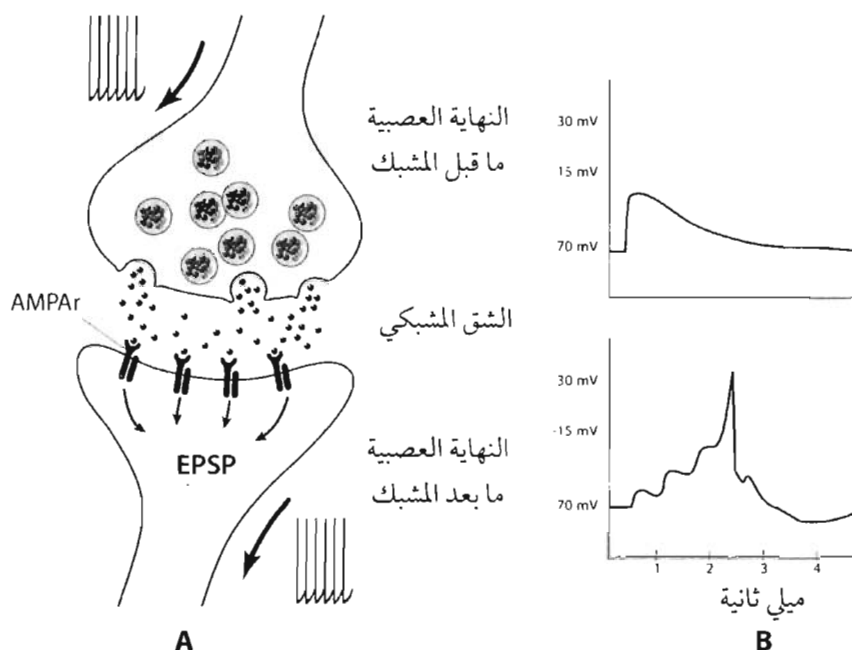 النهاية العصبية
ما قبل المشبك
AMPAr
الشق المشبكي
EPSP
النهاية العصبية
ما بعد المشبك
A
30 mV
15 mV
70 mV
30 mV
-15 mV
70 mV
1 2 3 4
ميلي ثانية
B